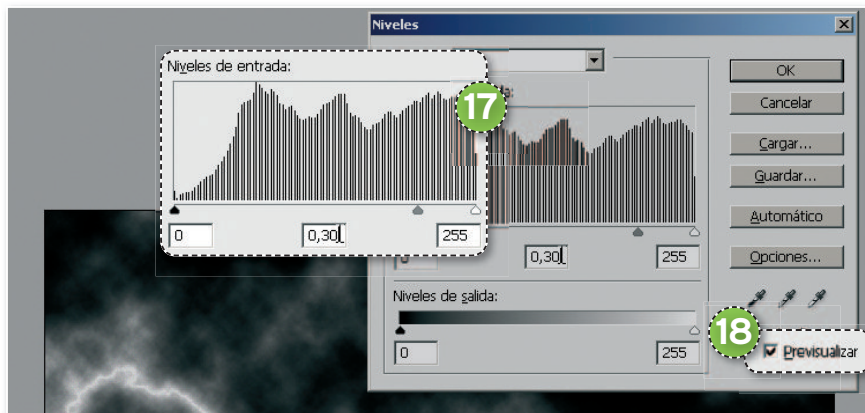 Niveles
Niveles de entrada:
17
0
0,30
255
OK
Cancelar
Cargar...
Guardar...
Automático
Opciones...
0,30
255
Niveles de salida:
0
255
18
Previsualizar